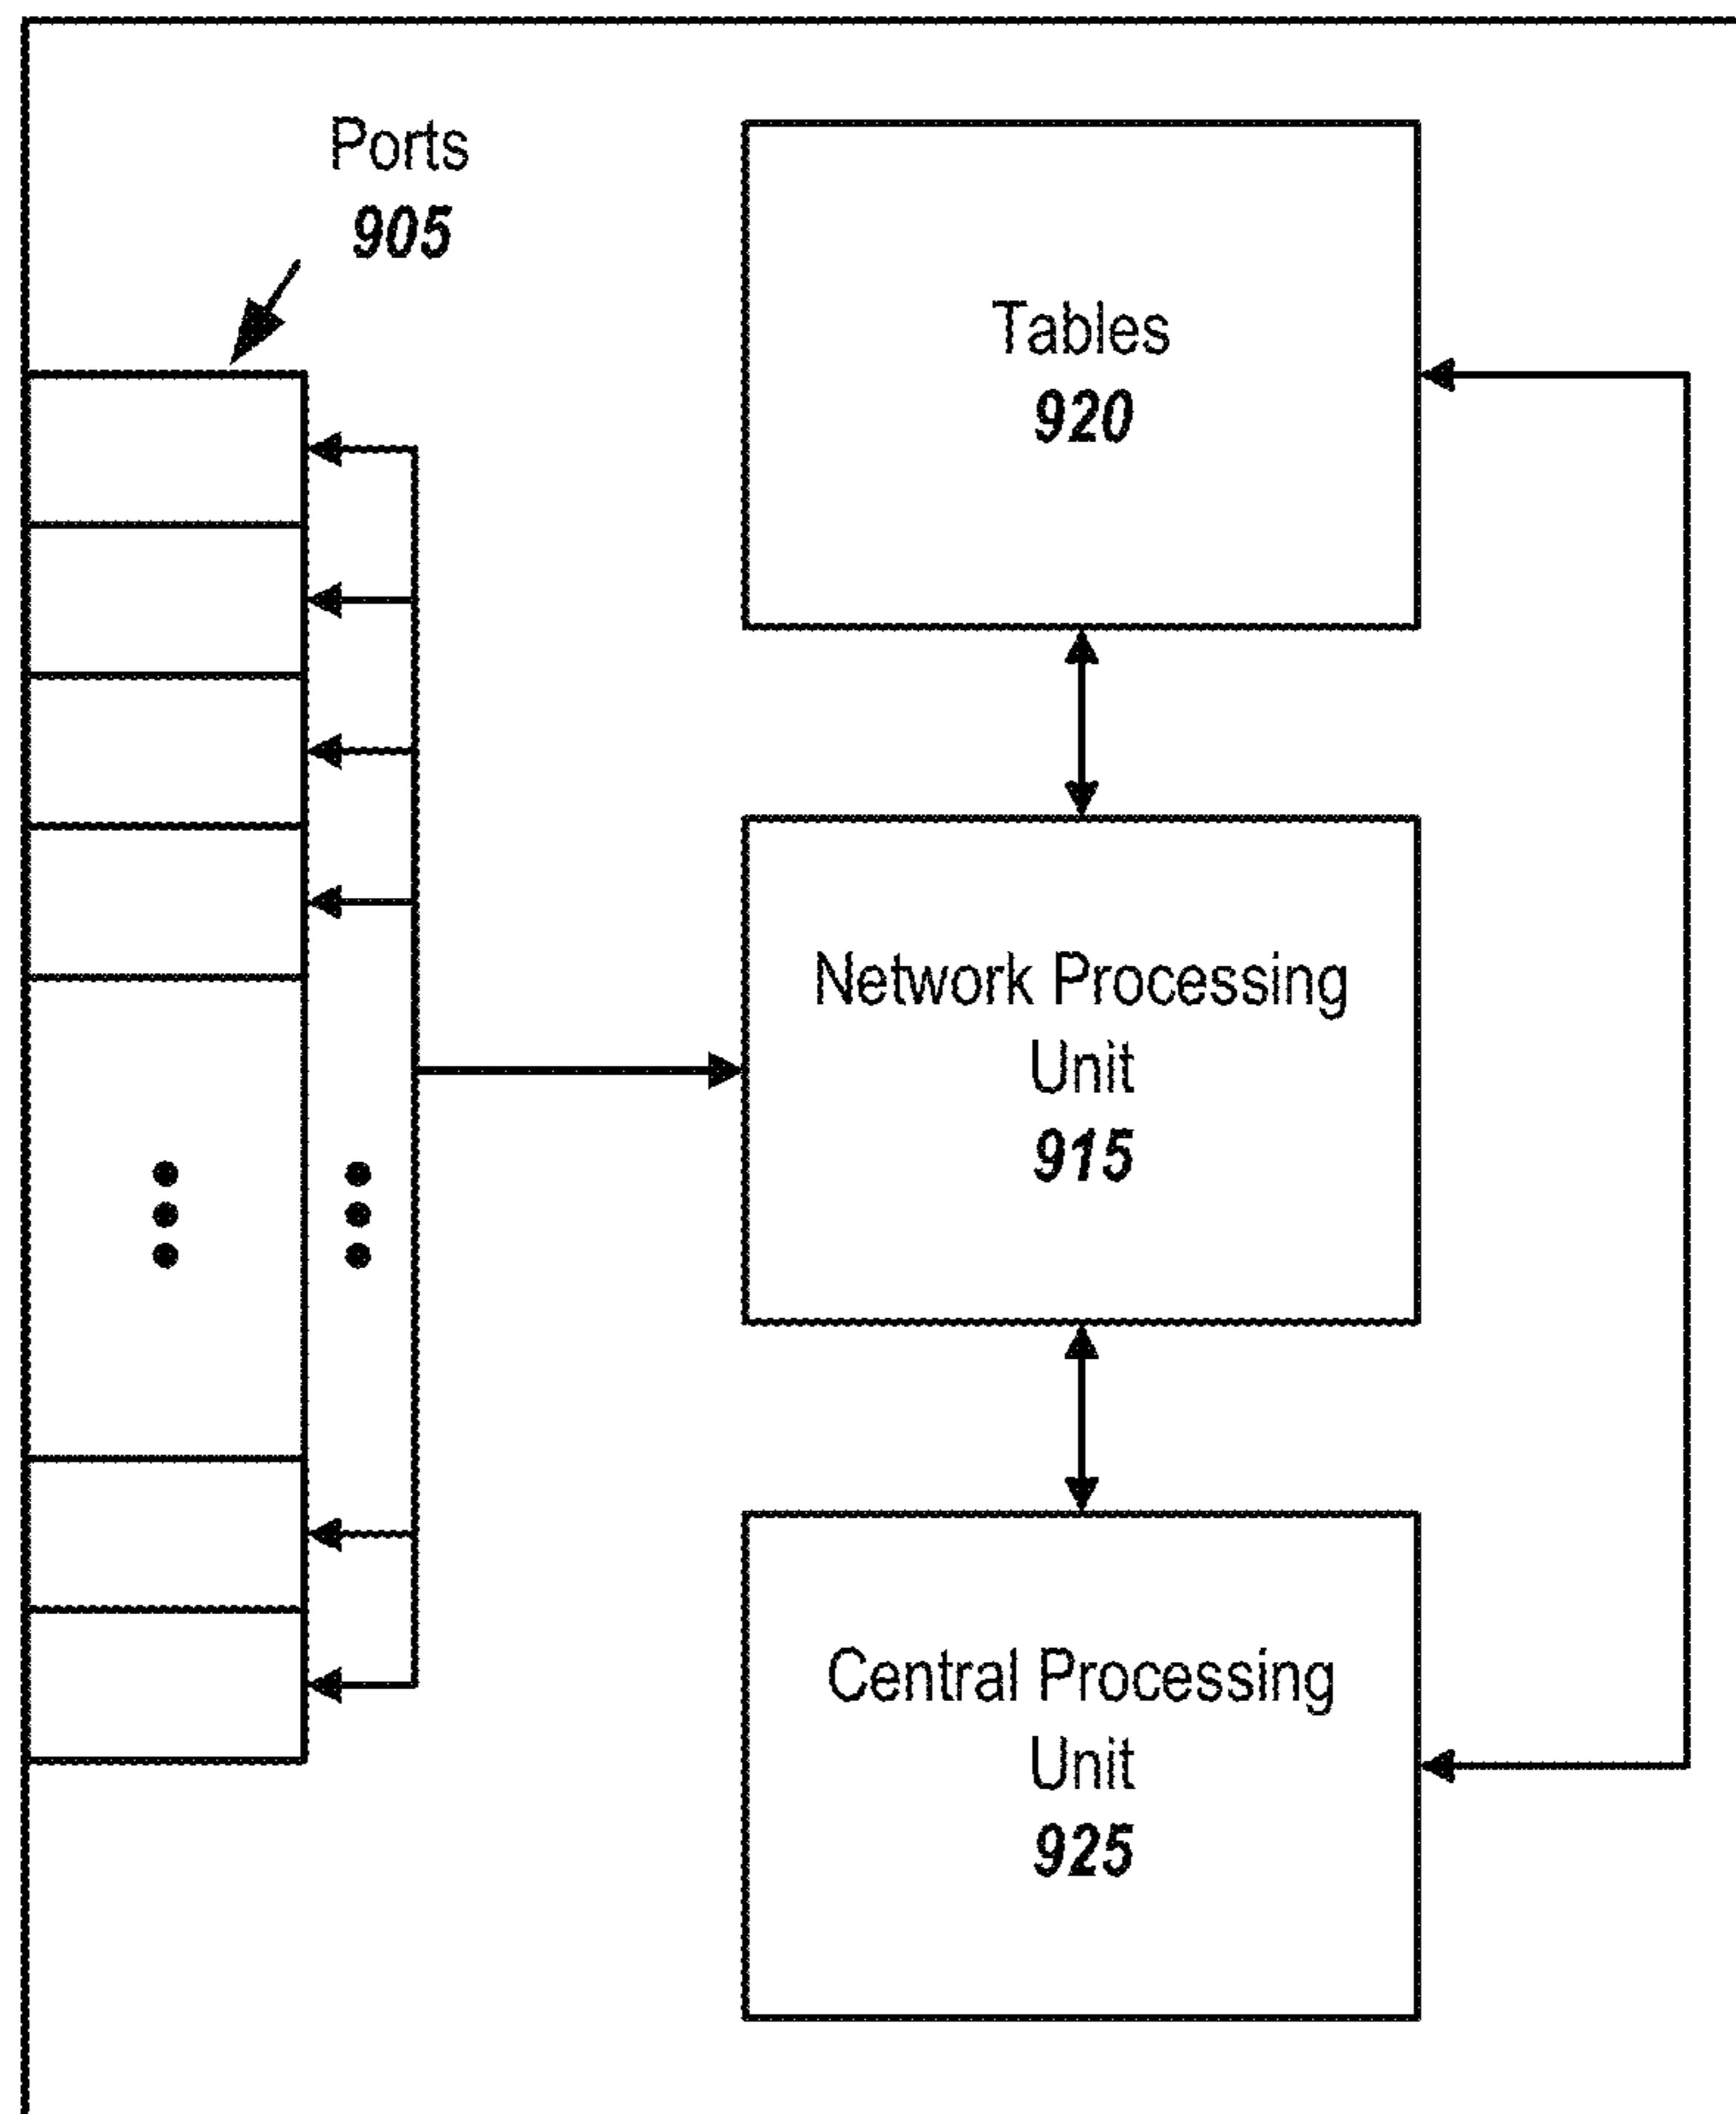 Ports
905
Tables
920
Network Processing
Unit
915
Central Processing
Unit
925